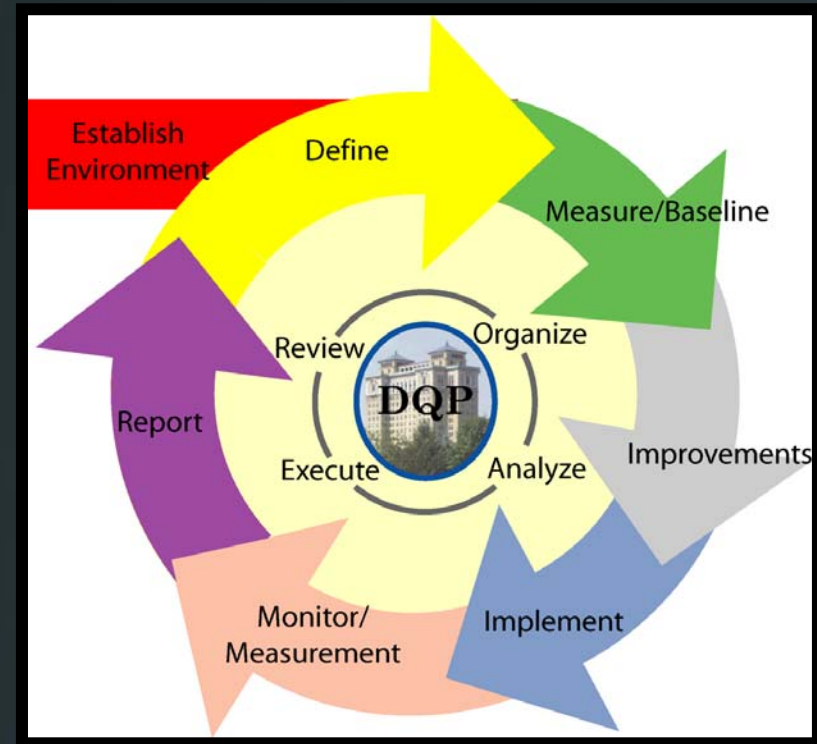 Establish
Environment
Define
Measure/Baseline
Improvements
Implement
Monitor/
Measurement
Report
Review
Organize
DQP
Execute
Analyze